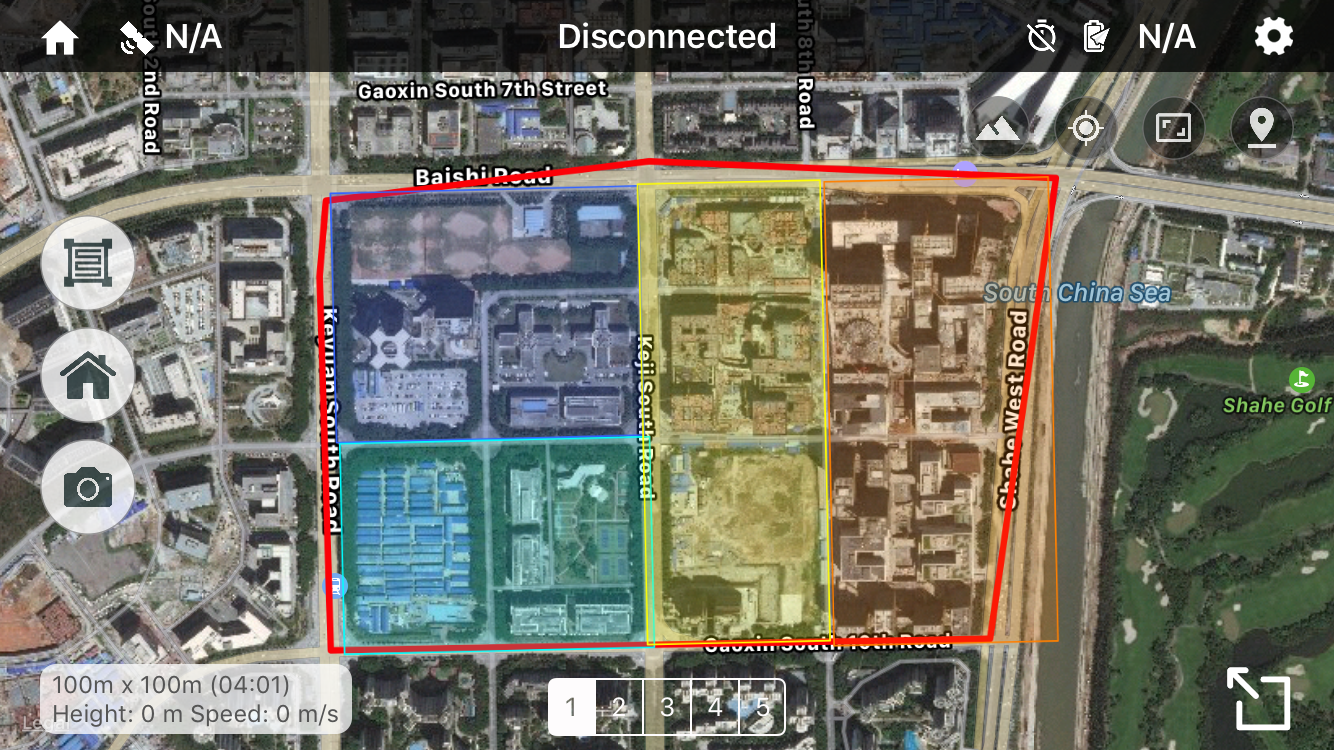 N/A
Disconnected
N/A
South 2nd Road
South 8th Road
Gaoxin South 7th Street
Baishi Road
South China Sea
Keyuan South Road
Keji South Road
Shahe West Road
Shahe Golf
Gaoxin South 10th Road
100m x 100m (04:01)
Height: 0 m Speed: 0 m/s
1 2 3 4 5